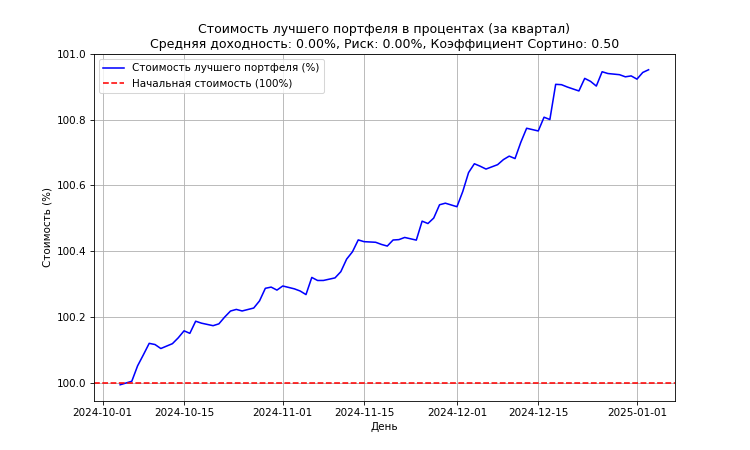 Стоимость лучшего портфеля в процентах (за квартал)
Средняя доходность: 0.00%, Риск: 0.00%, Коэффициент Сортино: 0.50
Стоимость лучшего портфеля (%)
Начальная стоимость (100%)
Стоимость (%)
101.0
100.8
100.6
100.4
100.2
100.0
2024-10-01 2024-10-15 2024-11-01 2024-11-15 2024-12-01 2024-12-15 2025-01-01
День